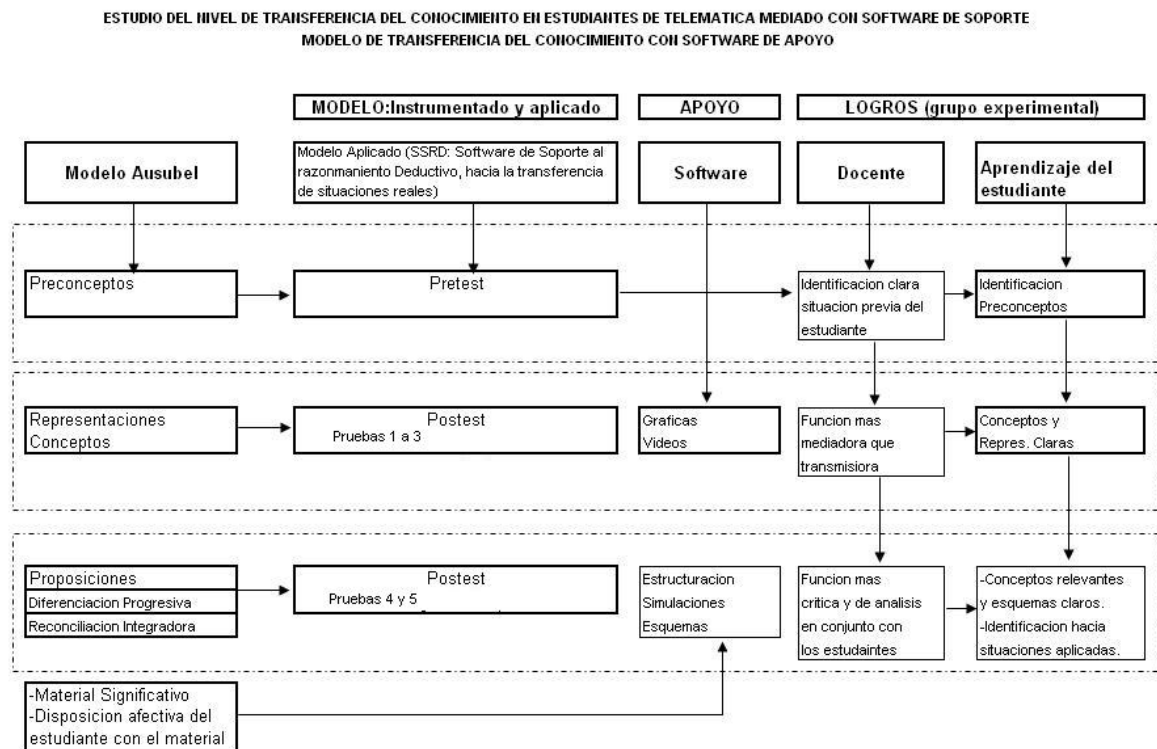 ESTUDIO DEL NIVEL DE TRANSFERENCIA DEL CONOCIMIENTO EN ESTUDIANTES DE TELEMATICA MEDIADO CON SOFTWARE DE SOPORTE
MODELO DE TRANSFERENCIA DEL CONOCIMIENTO CON SOFTWARE DE APOYO
MODELO:Instrumentado y aplicado
APOYO
LOGROS (grupo experimental)
Modelo Ausubel
Modelo Aplicado (SSRD: Software de Soporte al
razonmaniento Deductivo, hacia la transferencia
de situaciones reales)
Software
Docente
Aprendizaje del
estudiante
Preconceptos
Pretest
Identificacion clara
situacion previa del
estudiante
Identificacion
Preconceptos
Representaciones
Conceptos
Postest
Pruebas 1 a 3
Graficas
Videos
Funcion mas
mediadora que
transmisiora
Conceptos y
Repres. Claras
Proposiciones
Diferenciacion Progresiva
Reconciliacion Integradora
Postest
Pruebas 4 y 5
Estructuracion
Simulaciones
Esquemas
Funcion mas
critica y de analisis
en conjunto con
los estudaintes
-Conceptos relevantes
y esquemas claros.
-Identificacion hacia
situaciones aplicadas.
-Material Significativo
-Disposicion afectiva del
estudiante con el material